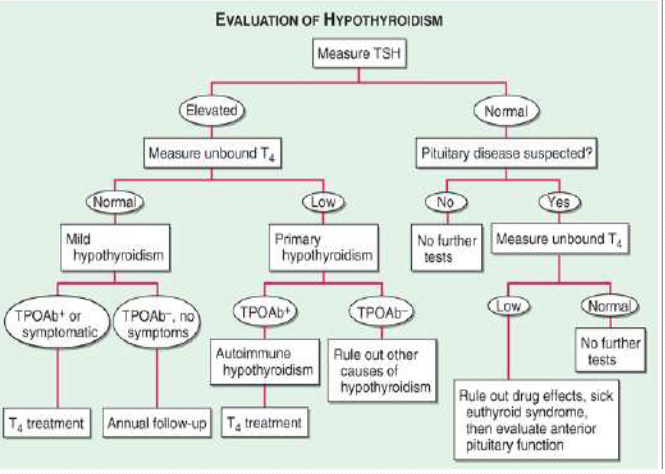 EVALUATION OF HYPOTHYROIDISM
Measure TSH
Elevated
Normal
Measure unbound T₄
Pituitary disease suspected?
Normal
Low
No
Yes
Mild
hypothyroidism
Primary
hypothyroidism
No further
tests
Measure unbound T₄
TPOAb⁺ or
symptomatic
TPOAb⁻, no
symptoms
TPOAb⁺
TPOAb⁻
Low
Normal
Autoimmune
hypothyroidism
Rule out other
causes of
hypothyroidism
No further
tests
T₄ treatment
Annual follow-up
T₄ treatment
Rule out drug effects, sick
euthyroid syndrome,
then evaluate anterior
pituitary function